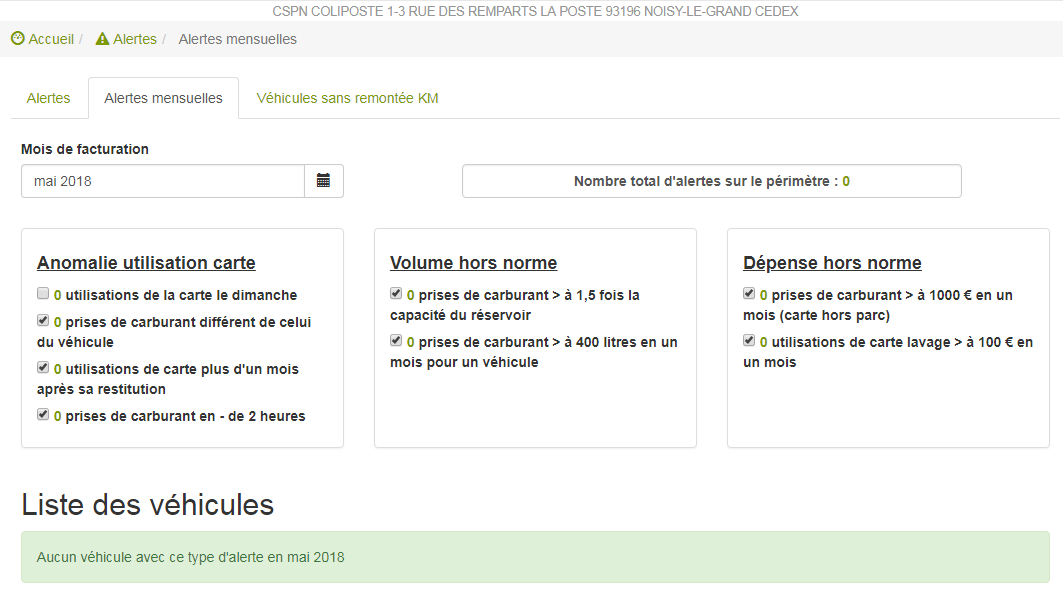 CSPN COLIPOSTE 1-3 RUE DES REMPARTS LA POSTE 93196 NOISY-LE-GRAND CEDEX
Accueil / Alertes / Alertes mensuelles
Alertes Alertes mensuelles Véhicules sans remontée KM
Mois de facturation
mai 2018
Nombre total d'alertes sur le périmètre : 0
Anomalie utilisation carte
0 utilisations de la carte le dimanche
0 prises de carburant différent de celui
du véhicule
0 utilisations de carte plus d'un mois
après sa restitution
0 prises de carburant en - de 2 heures
Volume hors norme
0 prises de carburant > à 1,5 fois la
capacité du réservoir
0 prises de carburant > à 400 litres en un
mois pour un véhicule
Dépense hors norme
0 prises de carburant > à 1000 € en un
mois (carte hors parc)
0 utilisations de carte lavage > à 100 € en
un mois
Liste des véhicules
Aucun véhicule avec ce type d'alerte en mai 2018